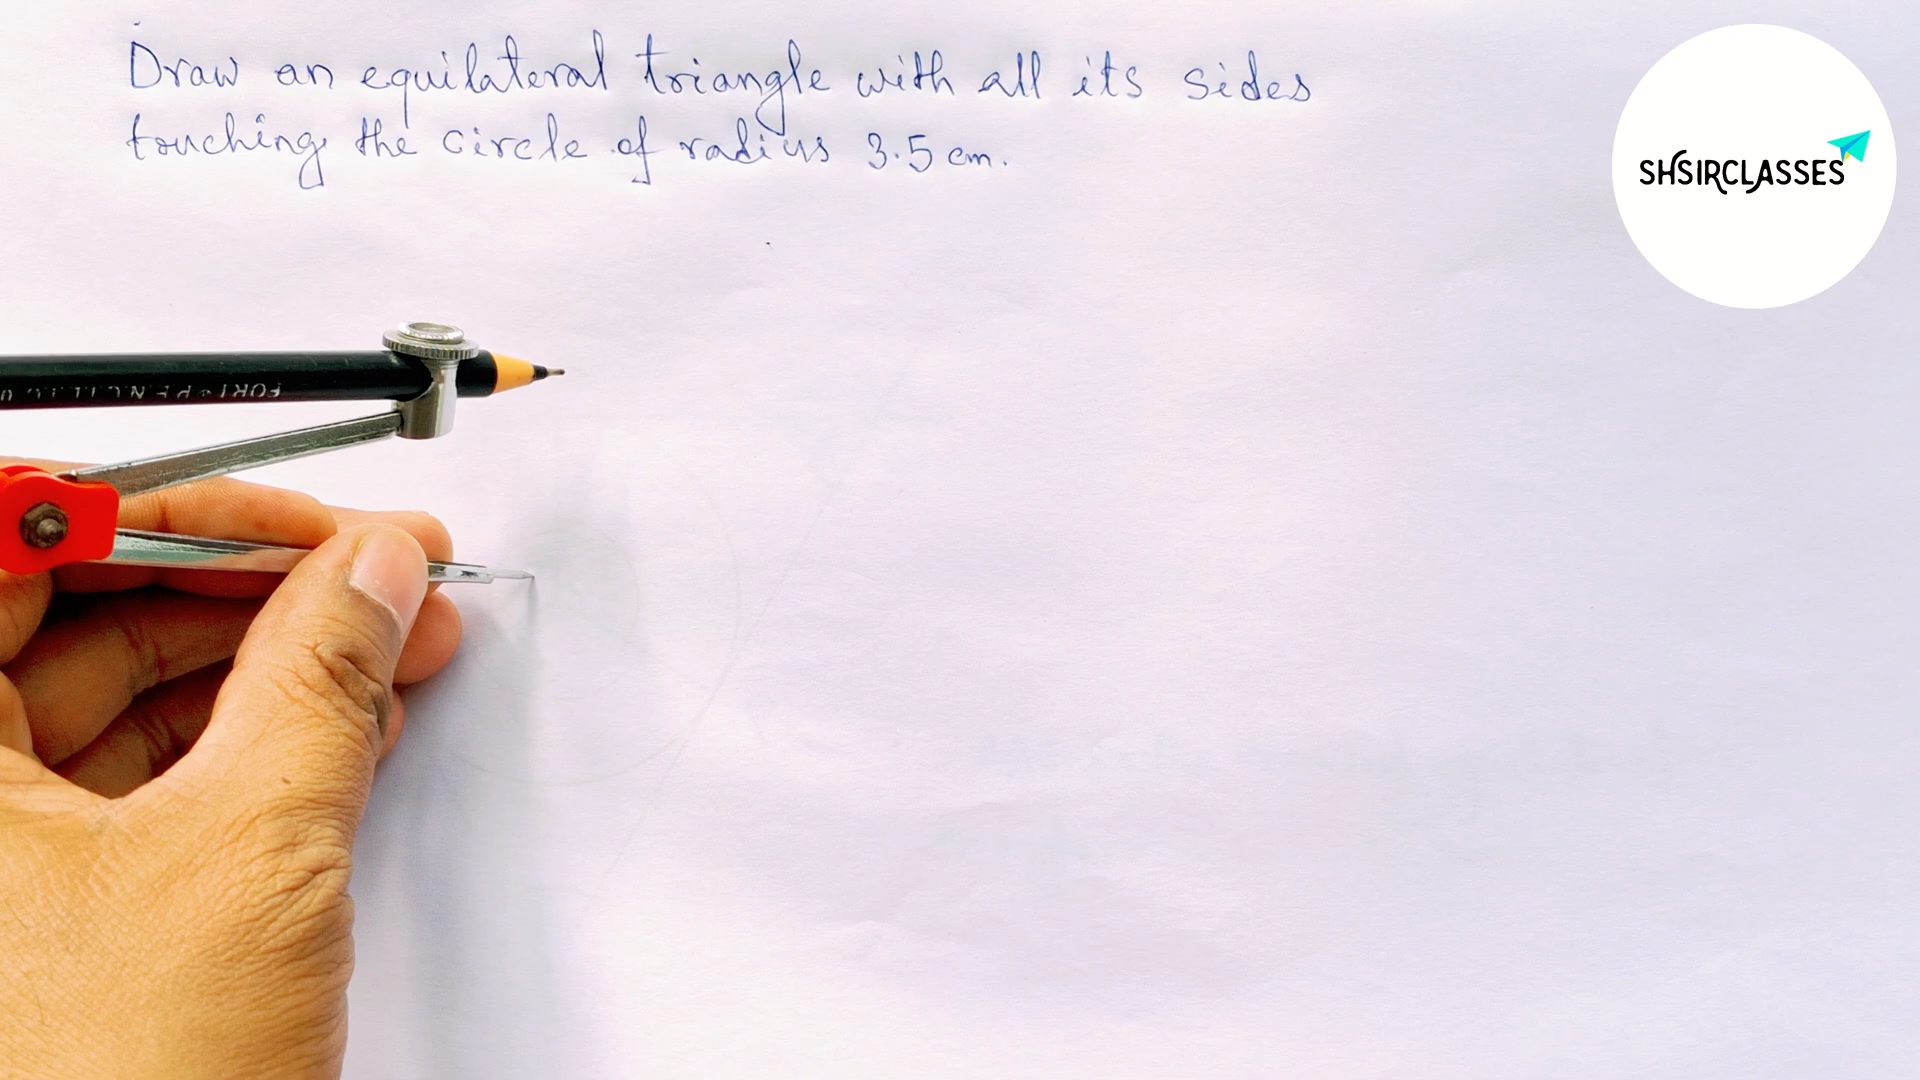 Draw an equilateral triangle with all its sides
touching the circle of radius 3.5 cm.
SHSIRCLASSES